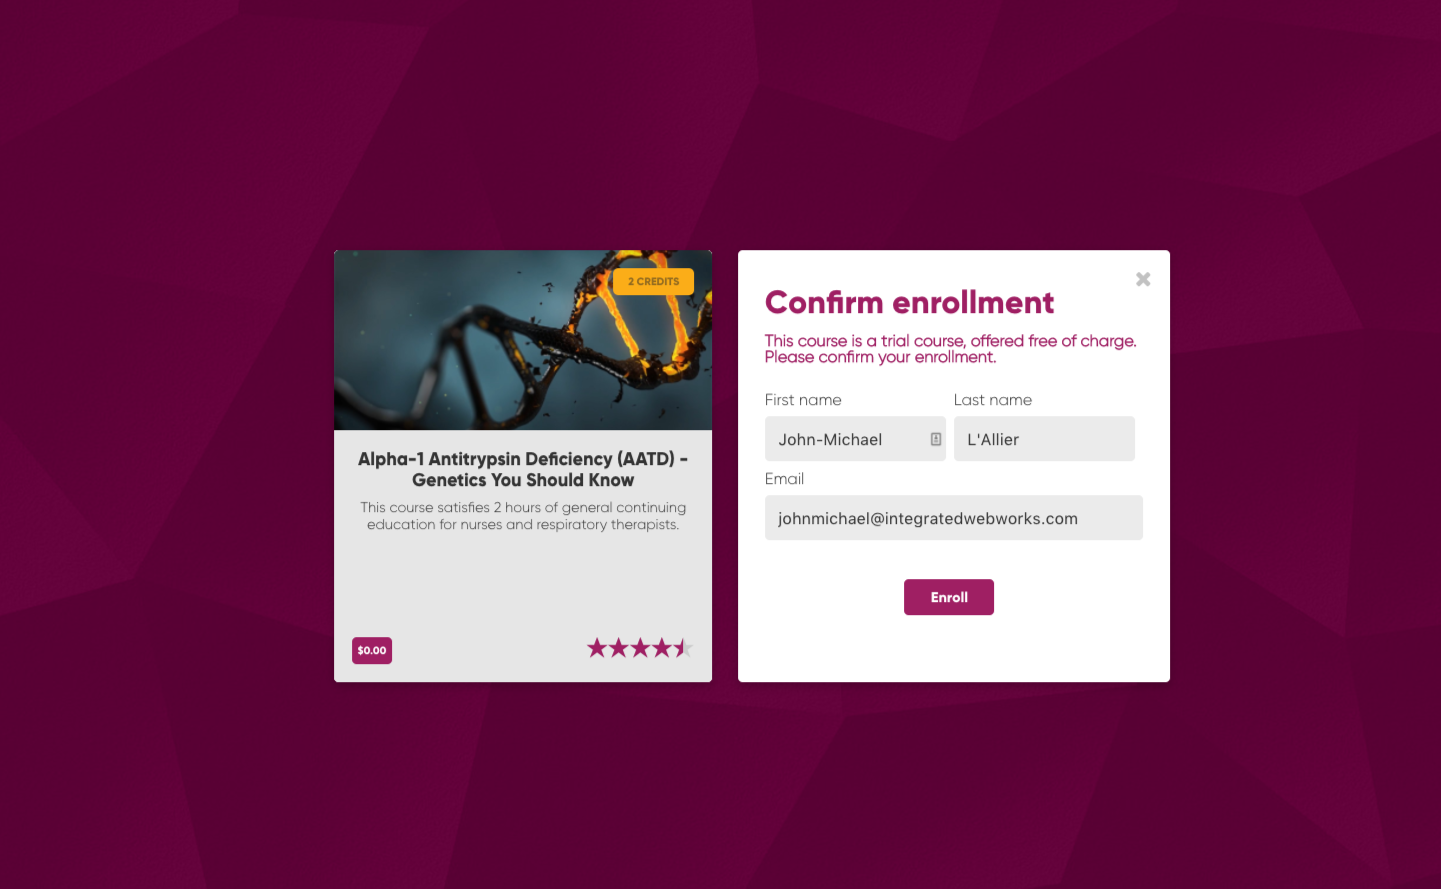 2 CREDITS
Alpha-1 Antitrypsin Deficiency (AATD) -
Genetics You Should Know
This course satisfies 2 hours of general continuing
education for nurses and respiratory therapists.
$0.00
Confirm enrollment
This course is a trial course, offered free of charge.
Please confirm your enrollment.
First name
Last name
John-Michael
L'Allier
Email
johnmichael@integratedwebworks.com
Enroll